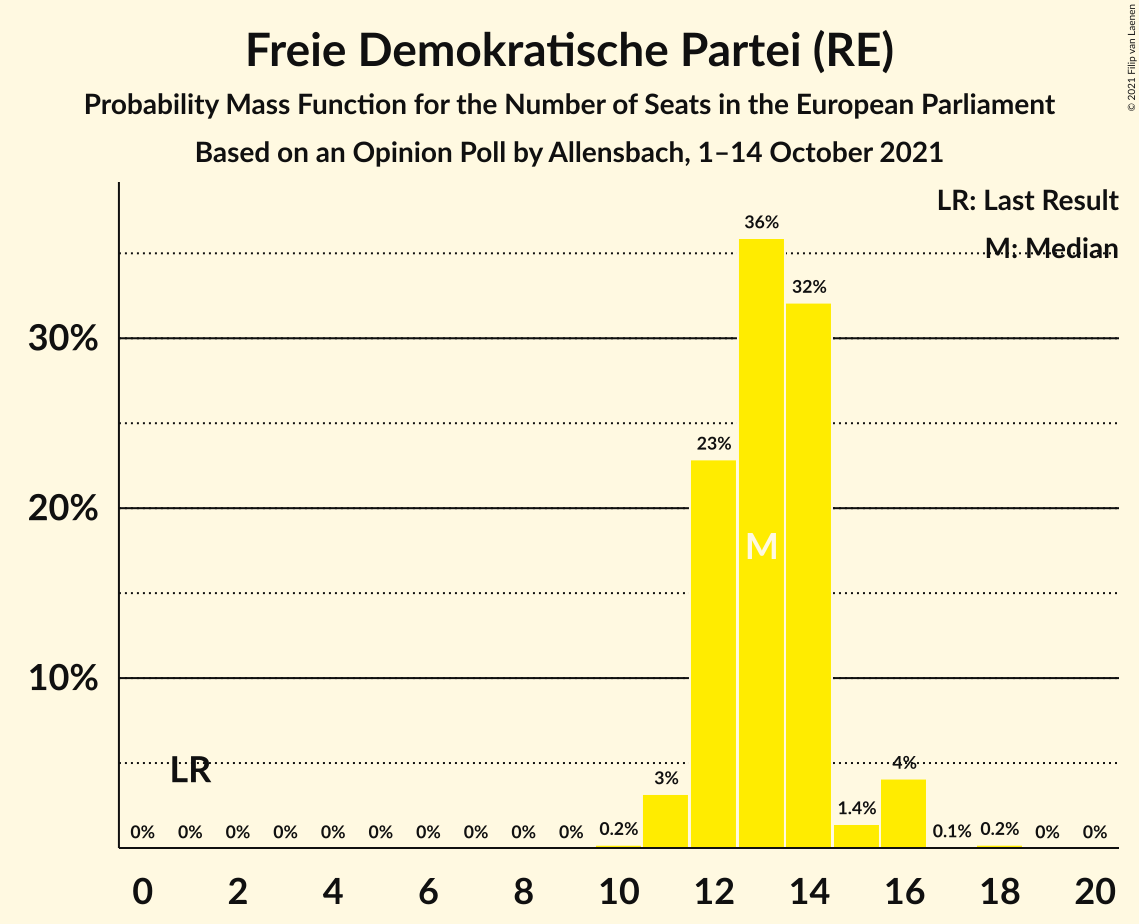 Freie Demokratische Partei (RE)
Probability Mass Function for the Number of Seats in the European Parliament
Based on an Opinion Poll by Allensbach, 1–14 October 2021
© 2021 Filip van Laenen
LR: Last Result
M: Median
36%
32%
30%
23%
20%
M
10%
LR
4%
3%
1.4%
0% 0% 0% 0% 0% 0% 0% 0% 0% 0% 0.2% 0.1% 0.2% 0% 0%
0 2 4 6 8 10 12 14 16 18 20